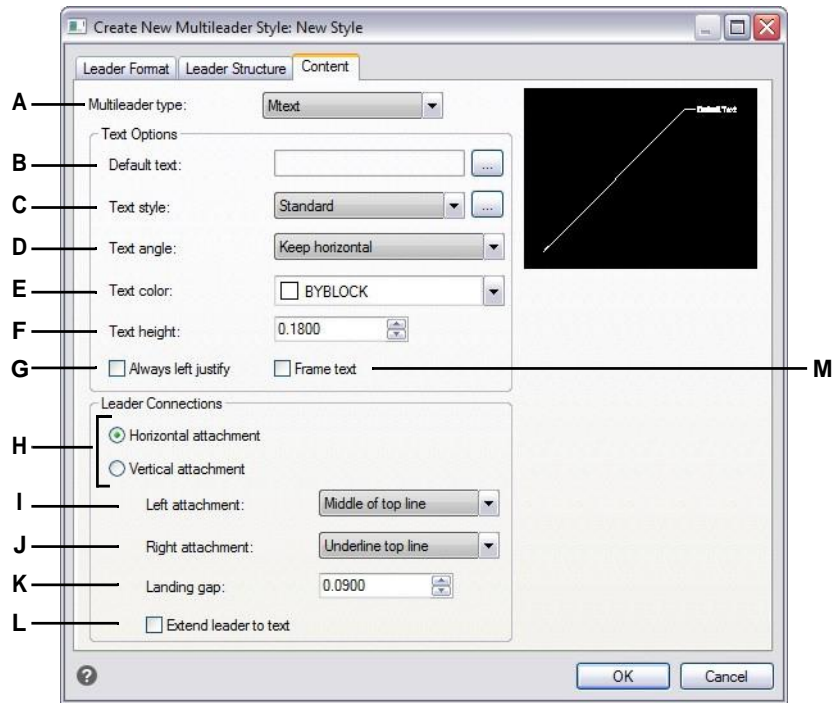 Create New Multileader Style: New Style
Leader Format Leader Structure Content
A Multileader type: Mtext
Text Options
B Default text: ...
C Text style: Standard ...
D Text angle: Keep horizontal
E Text color: BYBLOCK
F Text height: 0.1800
G Always left justify Frame text M
Leader Connections
H Horizontal attachment
Vertical attachment
I Left attachment: Middle of top line
J Right attachment: Underline top line
K Landing gap: 0.0900
L Extend leader to text
Default Text
? OK Cancel